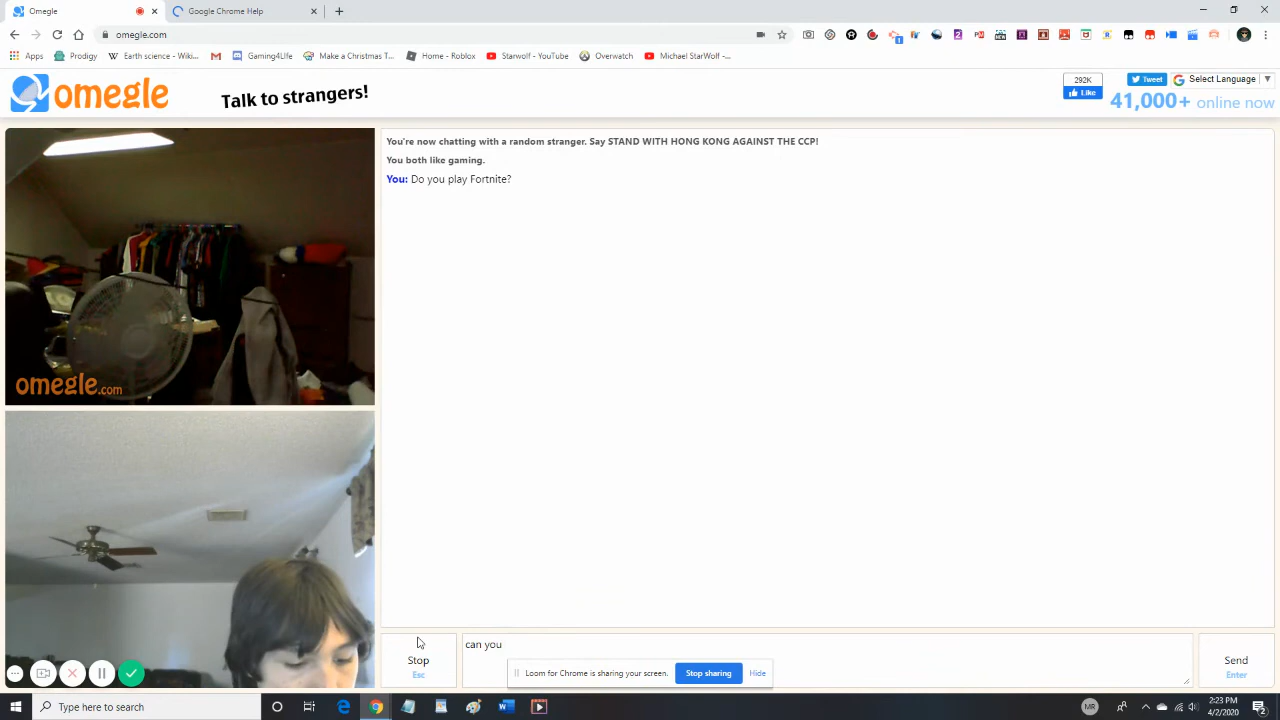 Omegle
Google Chrome Help
omegle.com
Apps
Prodigy
Earth science - Wiki...
Gaming4LIfe
Make a Christmas T...
Home - Roblox
Starwolf - YouTube
Overwatch
Michael StarWolf -...
omegle
Talk to strangers!
292K
Like
Tweet
Select Language
41,000+ online now
You're now chatting with a random stranger. Say STAND WITH HONG KONG AGAINST THE CCP!
You both like gaming.
You: Do you play Fortnite?
omegle.com
Stop
Esc
can you
Send
Enter
Loom for Chrome is sharing your screen.
Stop sharing
Hide
Type here to search
MR
2:23 PM
4/2/2020
2